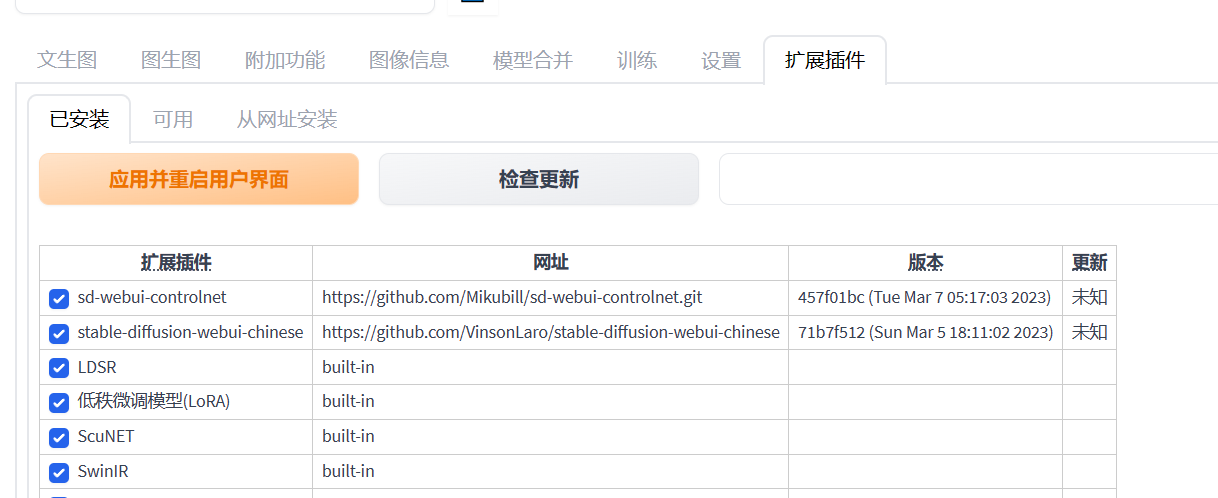 文生图 图生图 附加功能 图像信息 模型合并 训练 设置 扩展插件
已安装 可用 从网址安装
应用并重启用户界面 检查更新
扩展插件 网址 版本 更新
sd-webui-controlnet https://github.com/Mikubill/sd-webui-controlnet.git 457f01bc (Tue Mar 7 05:17:03 2023) 未知
stable-diffusion-webui-chinese https://github.com/VinsonLaro/stable-diffusion-webui-chinese 71b7f512 (Sun Mar 5 18:11:02 2023) 未知
LDSR built-in
低秩微调模型(LoRA) built-in
ScuNET built-in
SwinIR built-in